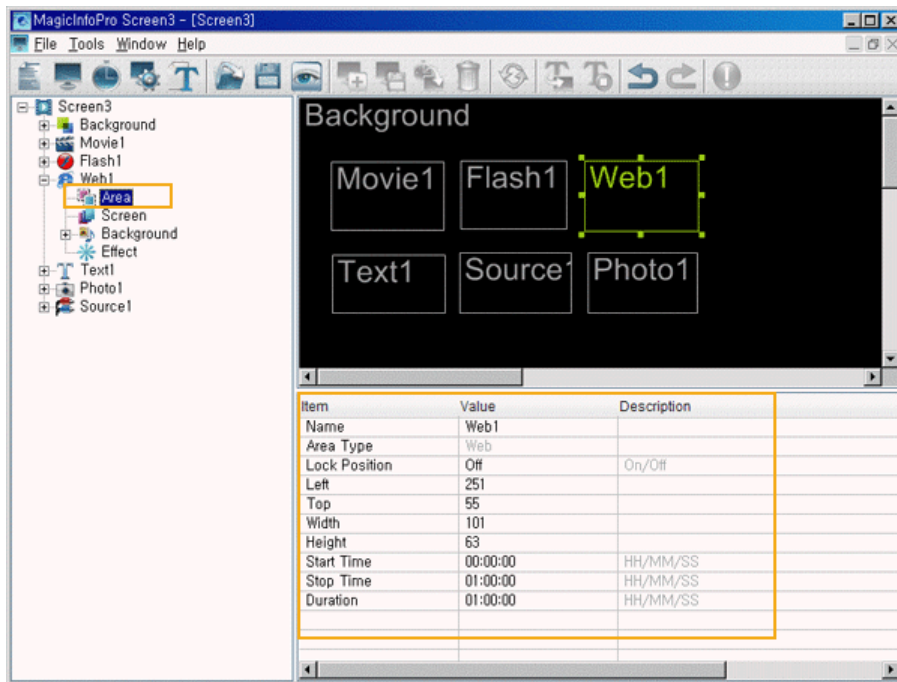 MagicInfoPro Screen3 - [Screen3]
File Tools Window Help
Screen3
Background
Movie1
Flash1
Web1
Area
Screen
Background
Effect
Text1
Photo1
Source1
Background
Movie1 Flash1 Web1
Text1 Source1 Photo1
Item Value Description
Name Web1
Area Type Web
Lock Position Off On/Off
Left 251
Top 55
Width 101
Height 63
Start Time 00:00:00 HH/MM/SS
Stop Time 01:00:00 HH/MM/SS
Duration 01:00:00 HH/MM/SS